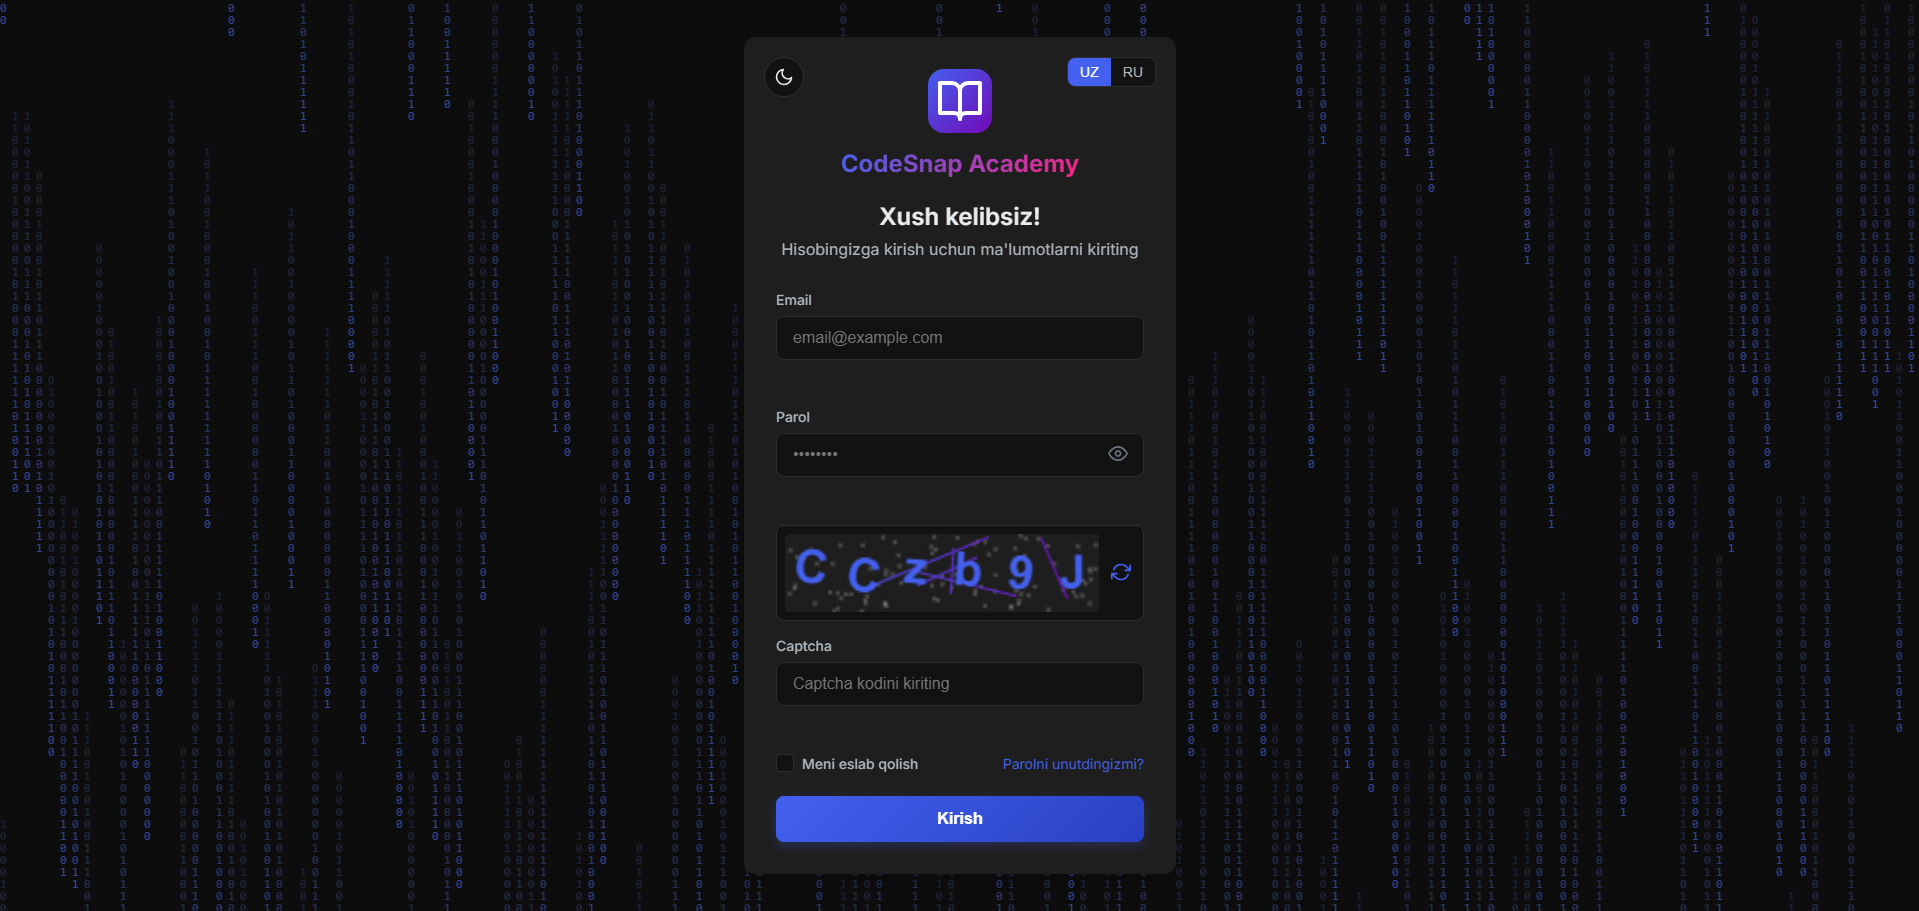 UZ RU
CodeSnap Academy
Xush kelibsiz!
Hisobingizga kirish uchun ma'lumotlarni kiriting
Email
email@example.com
Parol
••••••••
C C z b 9 J
Captcha
Captcha kodini kiriting
Meni eslab qolish
Parolni unutdingizmi?
Kirish